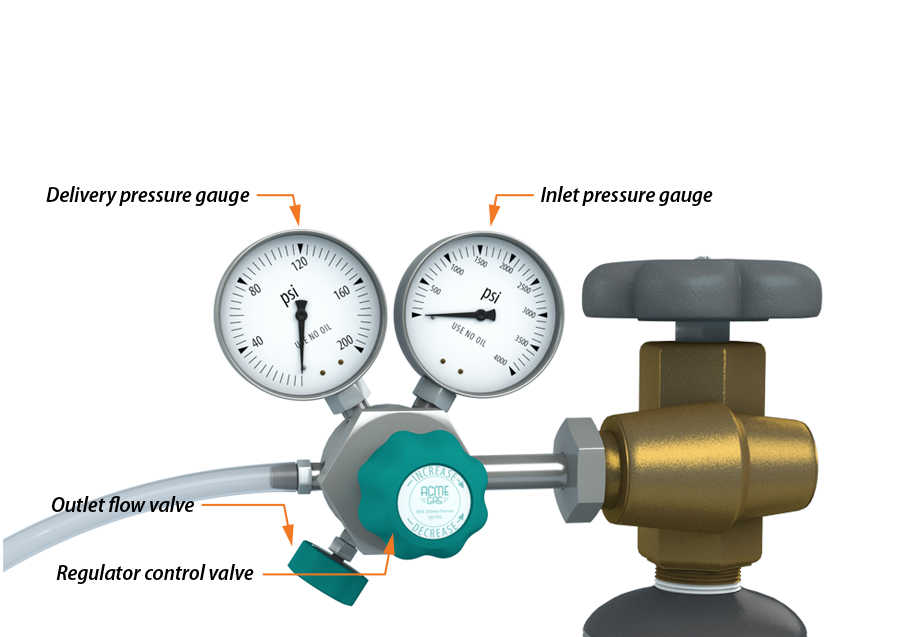 Delivery pressure gauge
Inlet pressure gauge
40
80
120
160
200
psi
USE NO OIL
500
1000
1500
2000
2500
3000
3500
4000
psi
USE NO OIL
INCREASE
ACME
GAS
DECREASE
Outlet flow valve
Regulator control valve